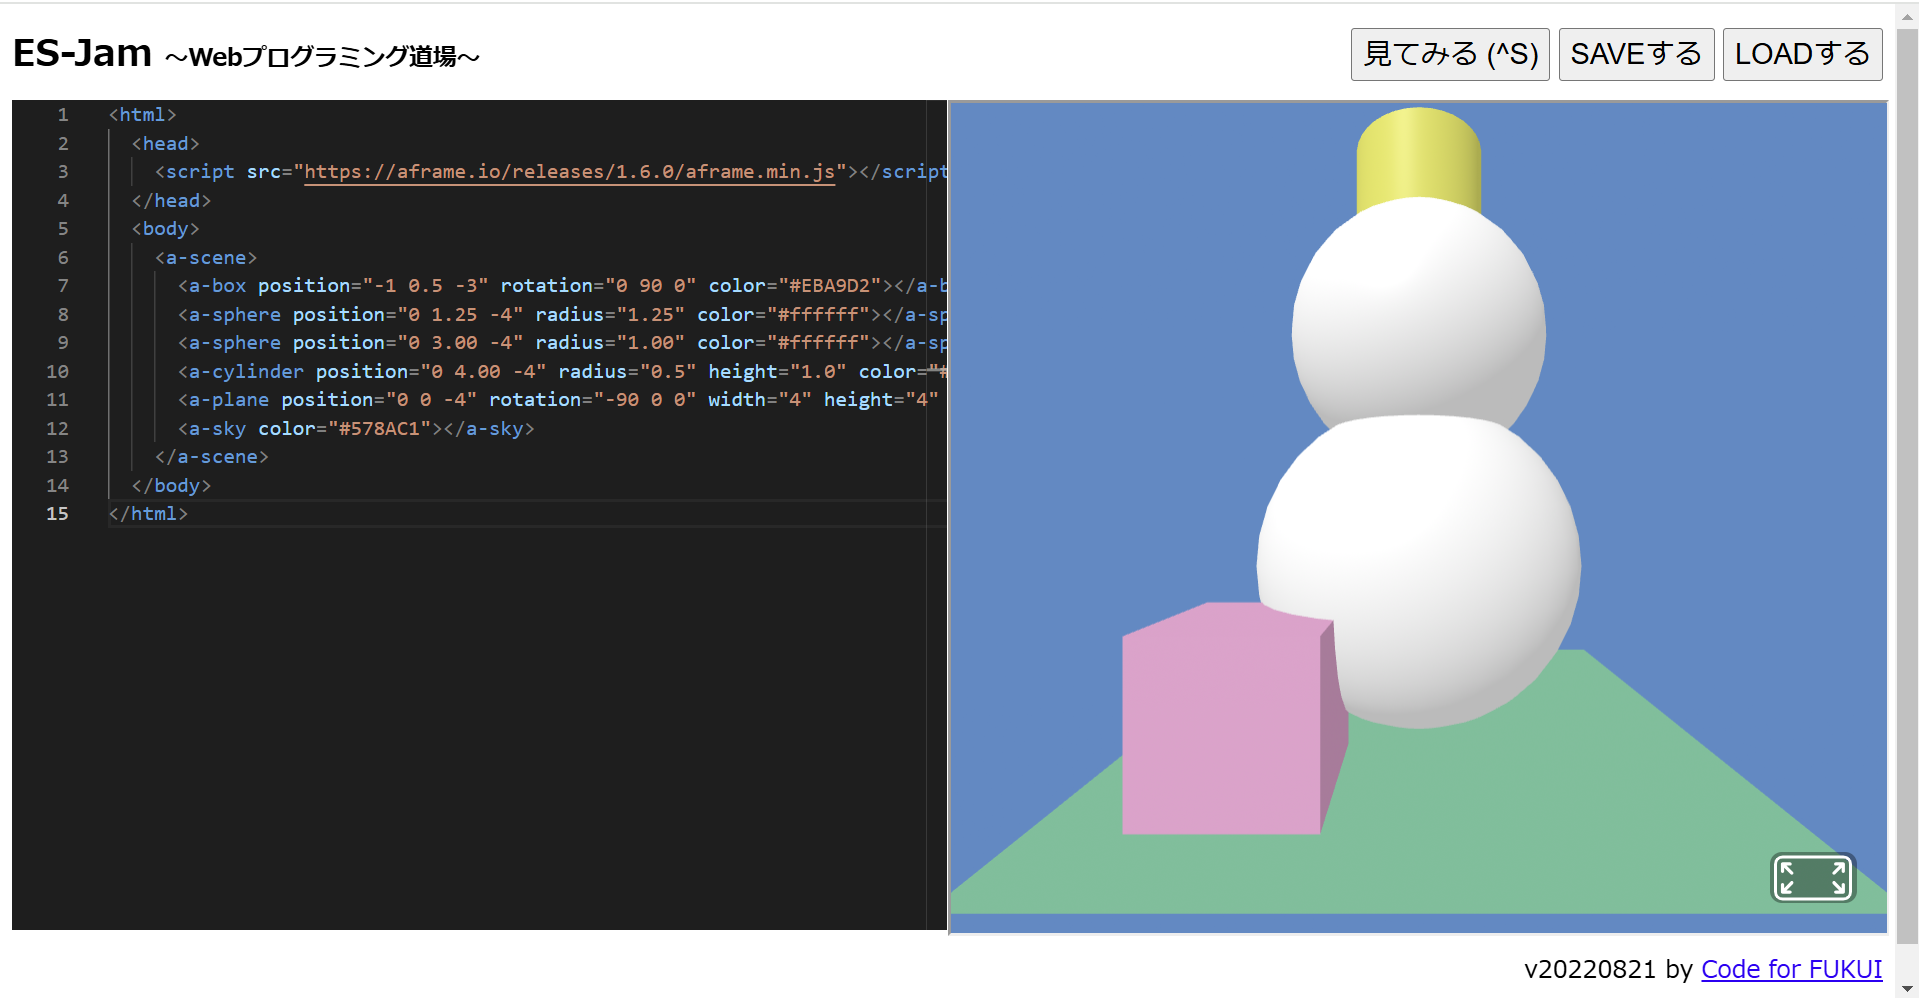 ES-Jam ～Webプログラミング道場～
見てみる (^S) SAVEする LOADする
1 <html>
2 <head>
3 <script src="https://aframe.io/releases/1.6.0/aframe.min.js"></script
4 </head>
5 <body>
6 <a-scene>
7 <a-box position="-1 0.5 -3" rotation="0 90 0" color="#EBA9D2"></a-b
8 <a-sphere position="0 1.25 -4" radius="1.25" color="#ffffff"></a-sp
9 <a-sphere position="0 3.00 -4" radius="1.00" color="#ffffff"></a-sp
10 <a-cylinder position="0 4.00 -4" radius="0.5" height="1.0" color="#
11 <a-plane position="0 0 -4" rotation="-90 0 0" width="4" height="4"
12 <a-sky color="#578AC1"></a-sky>
13 </a-scene>
14 </body>
15 </html>
v20220821 by Code for FUKUI